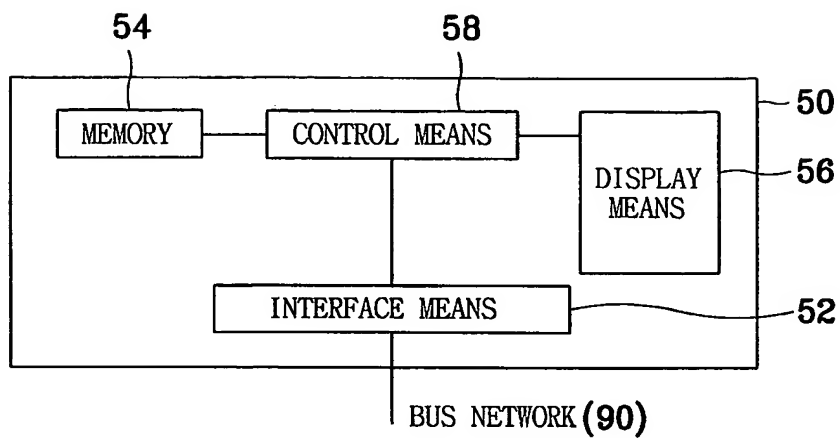 54
58
50
MEMORY
CONTROL MEANS
DISPLAY
MEANS
56
INTERFACE MEANS
52
BUS NETWORK (90)